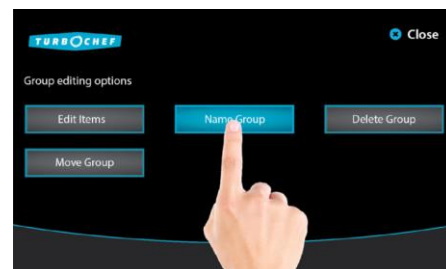 TURBOCHEF
Close
Group editing options
Edit Items
Name Group
Delete Group
Move Group